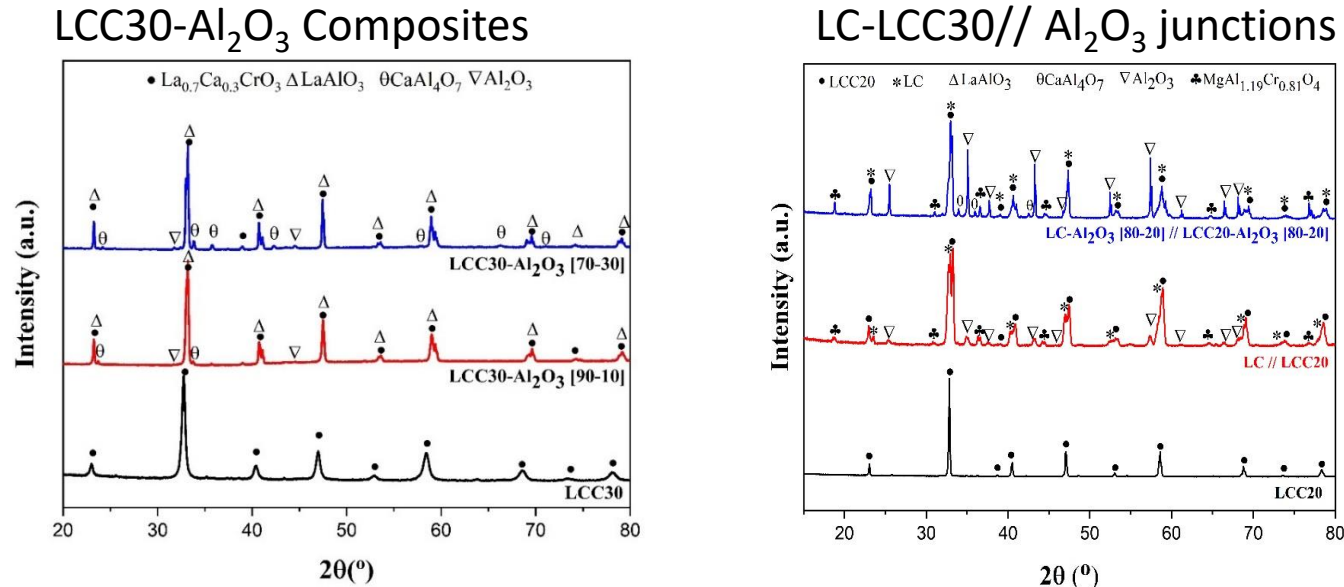 LCC30-Al₂O₃ Composites
● La₀.₇Ca₀.₃CrO₃ ΔLaAlO₃ θCaAl₄O₇ ∇Al₂O₃
Δ
●
θ
Δ
●
∇
θ
θ
●
Δ
●
θ
∇
Δ
●
Δ
●
θ
Δ
●
θ
Δ
●
θ
Δ
Δ
●
LCC30-Al₂O₃ [70-30]
Δ
●
θ
Δ
●
∇
θ
Δ
●
∇
Δ
●
Δ
●
Δ
●
Δ
●
●
Δ
●
LCC30-Al₂O₃ [90-10]
● ● ● ● ● ● ● ● ●
LCC30
Intensity (a.u.)
20 30 40 50 60 70 80
2θ(°)
LC-LCC30// Al₂O₃ junctions
● LCC20 *LC ΔLaAlO₃ θCaAl₄O₇ ∇Al₂O₃ ♣MgAl₁.₁₉Cr₀.₈₁O₄
♣
*
●
∇
♣
*
●
θ
∇
θ
♣
∇
*
●
*
●
θ
∇
♣
∇
*
●
∇
*
●
∇
*
●
∇
♣
∇
∇
*
●
*
●
♣
*
●
LC-Al₂O₃ [80-20] // LCC20-Al₂O₃ [80-20]
♣
●
*
∇
♣
*
●
∇
♣
∇
●
*
●
∇
♣
∇
*
●
*
●
∇
*
●
∇
♣
∇
∇
*
●
*
●
♣
*
●
LC // LCC20
● ● ● ● ● ● ● ● ● ●
LCC20
Intensity (a.u.)
20 30 40 50 60 70 80
2θ (°)